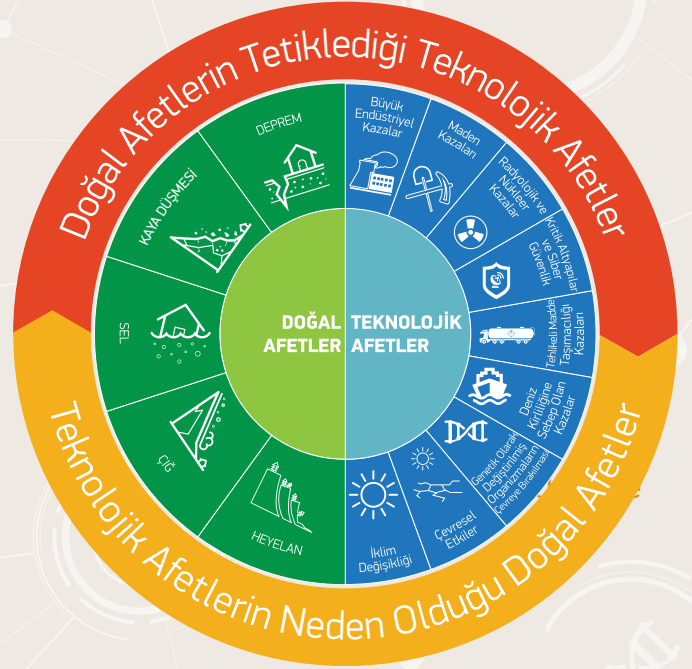 Doğal Afetlerin Tetiklediği Teknolojik Afetler
DEPREM
KAYA DÜŞMESİ
SEL
ÇIĞ
HEYELAN
DOĞAL
AFETLER
TEKNOLOJİK
AFETLER
Büyük
Endüstriyel
Kazalar
Maden
Kazaları
Radyolojik ve
Nükleer
Kazalar
Kritik Altyapılar
ve Siber
Güvenlik
Tehlikeli Madde
Taşımacılığı
Kazaları
Deniz
Kirliliğine
Sebep Olan
Kazalar
Genetik Olarak
Değiştirilmiş
Organizmaların
Çevreye Bırakılması
Çevresel
Etkiler
İklim
Değişikliği
Teknolojik Afetlerin Neden Olduğu Doğal Afetler